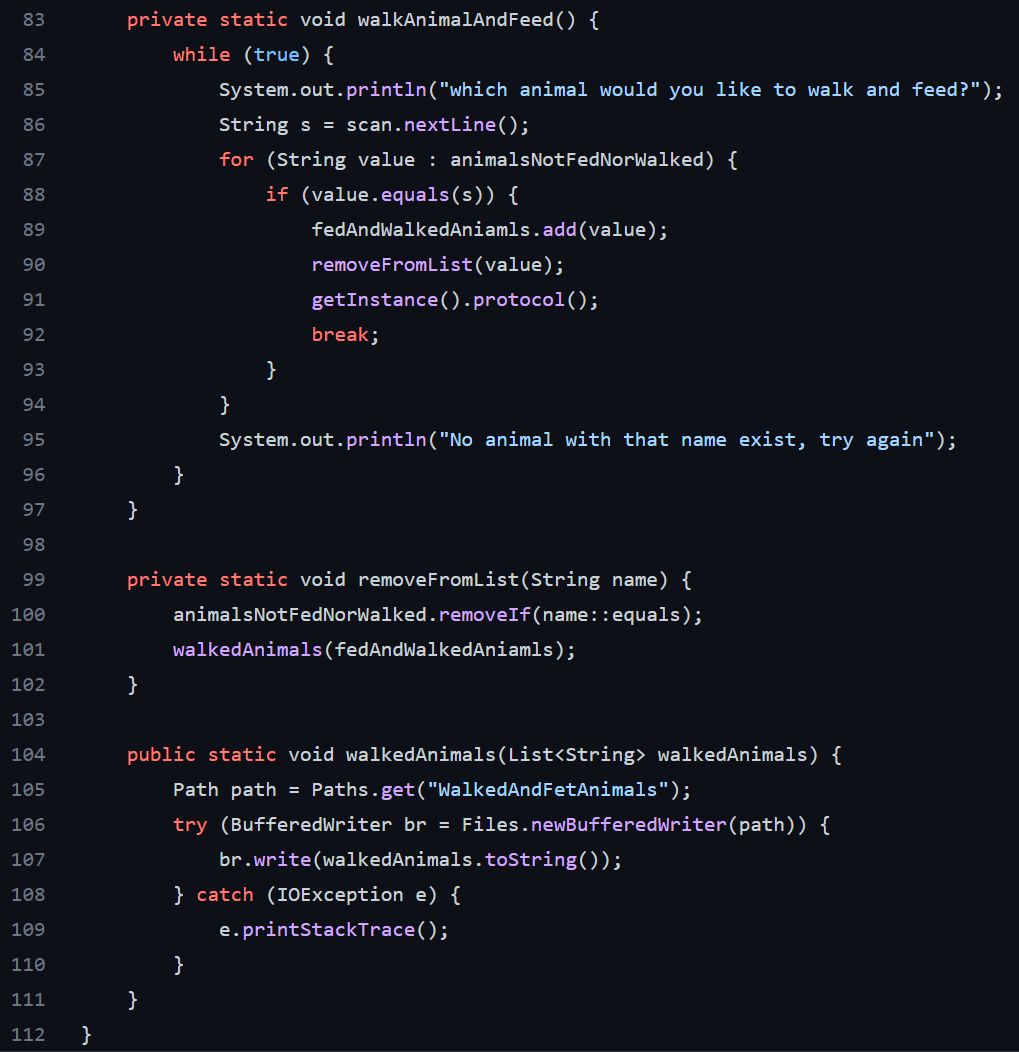 83 private static void walkAnimalAndFeed() {
84 while (true) {
85 System.out.println("which animal would you like to walk and feed?");
86 String s = scan.nextLine();
87 for (String value : animalsNotFedNorWalked) {
88 if (value.equals(s)) {
89 fedAndWalkedAniamls.add(value);
90 removeFromList(value);
91 getInstance().protocol();
92 break;
93 }
94 }
95 System.out.println("No animal with that name exist, try again");
96 }
97 }
98
99 private static void removeFromList(String name) {
100 animalsNotFedNorWalked.removeIf(name::equals);
101 walkedAnimals(fedAndWalkedAniamls);
102 }
103
104 public static void walkedAnimals(List<String> walkedAnimals) {
105 Path path = Paths.get("WalkedAndFetAnimals");
106 try (BufferedWriter br = Files.newBufferedWriter(path)) {
107 br.write(walkedAnimals.toString());
108 } catch (IOException e) {
109 e.printStackTrace();
110 }
111 }
112 }